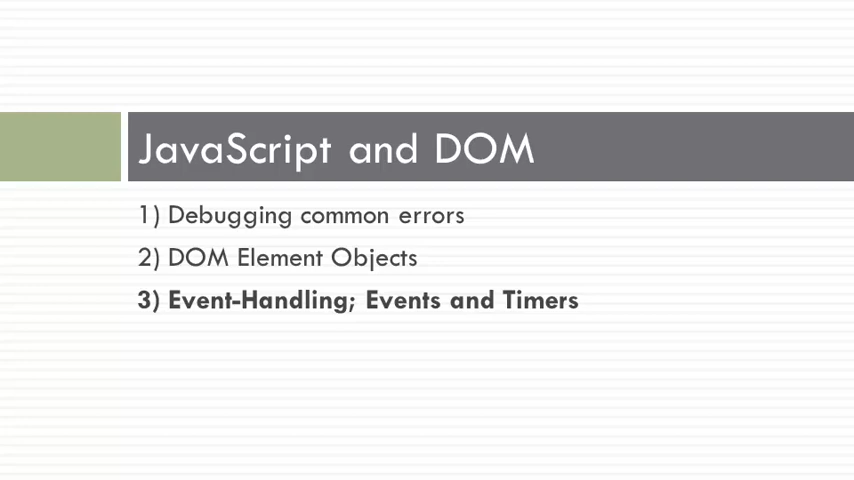 JavaScript and DOM
1) Debugging common errors
2) DOM Element Objects
3) Event-Handling; Events and Timers